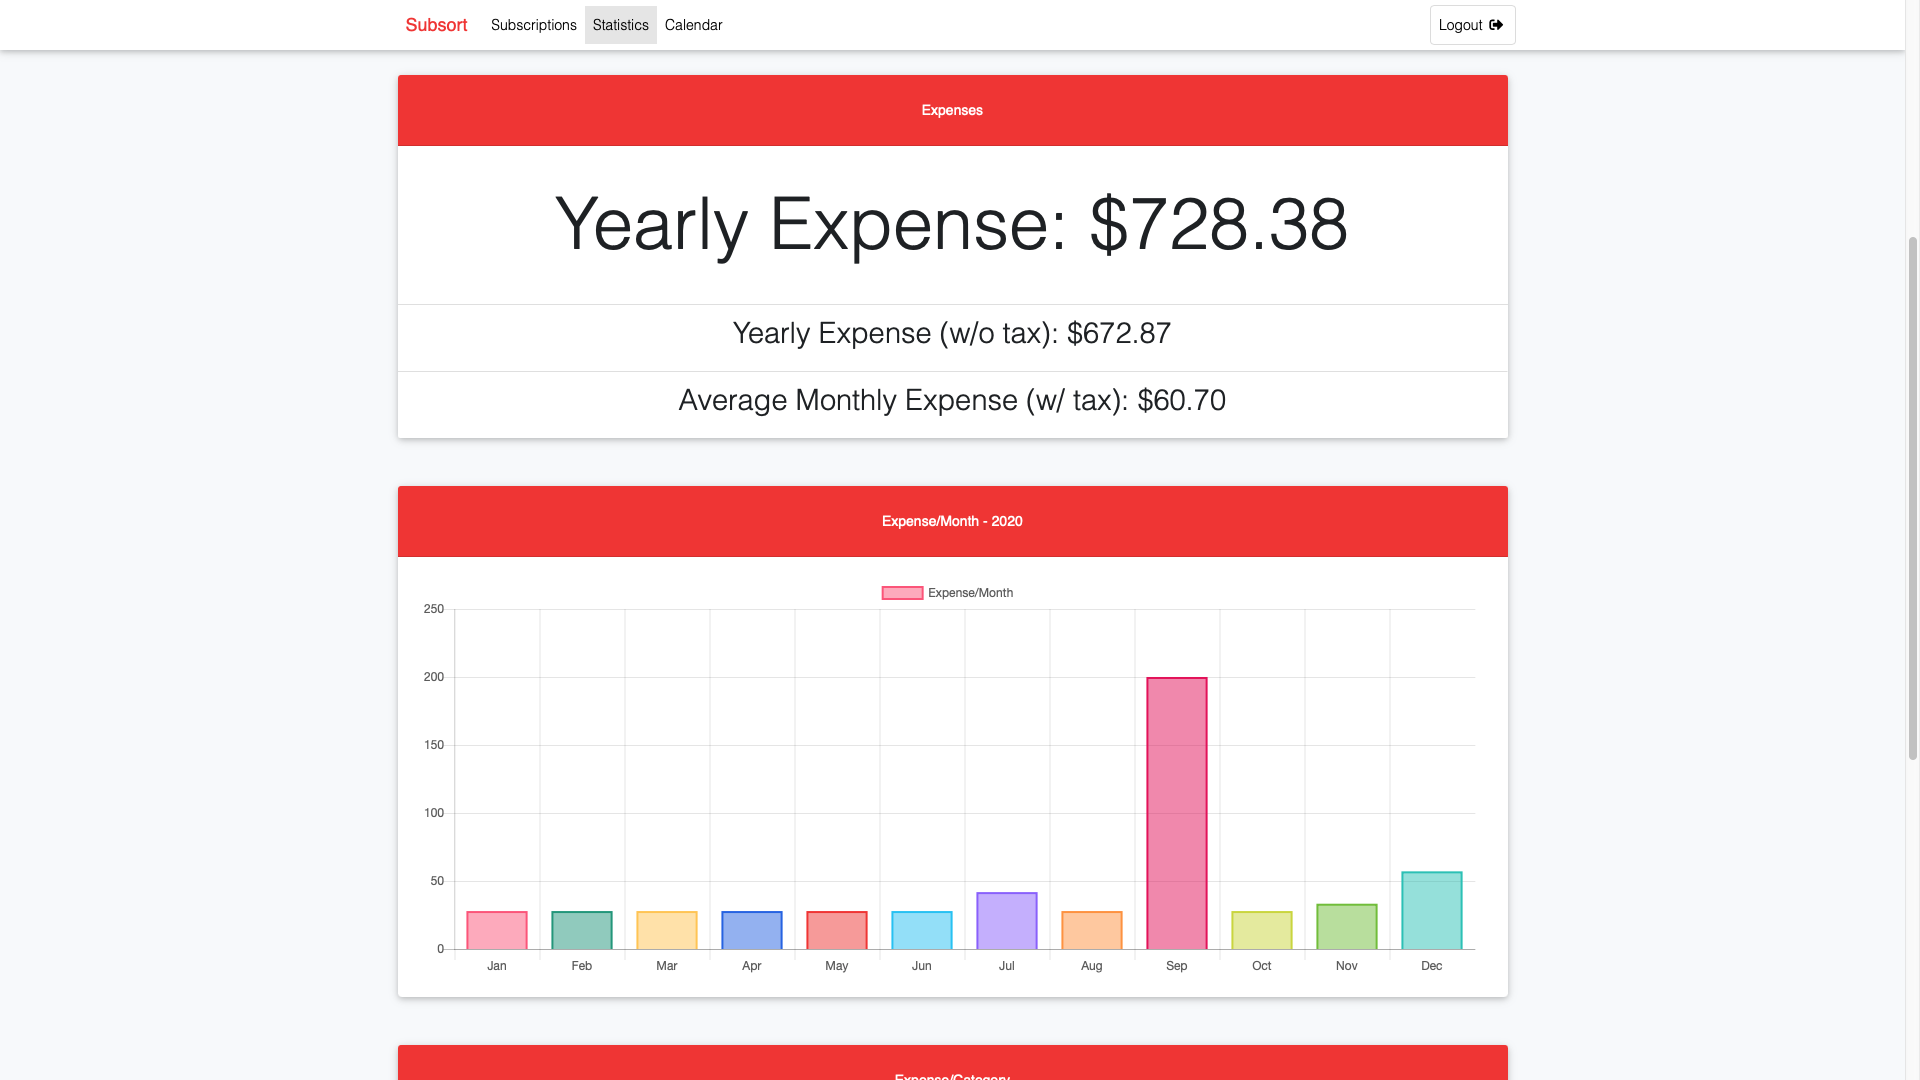 Subsort Subscriptions Statistics Calendar Logout
Expenses
Yearly Expense: $728.38
Yearly Expense (w/o tax): $672.87
Average Monthly Expense (w/ tax): $60.70
Expense/Month - 2020
Expense/Month
250
200
150
100
50
0
Jan Feb Mar Apr May Jun Jul Aug Sep Oct Nov Dec
Expense/Category